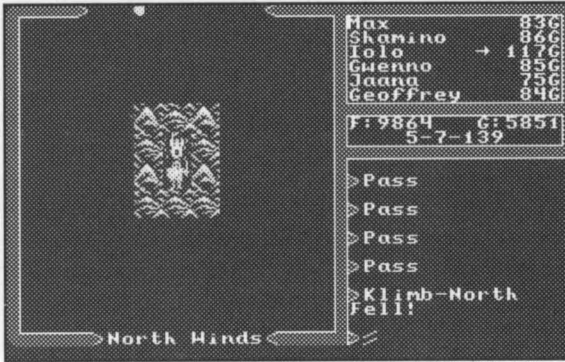 Max 83G
Shamino 86G
Iolo → 117G
Gwenno 85G
Jaana 75G
Geoffrey 84G
F:9864 G:5851
5-7-139
Pass
Pass
Pass
Pass
Klimb-North
Fell!
North Winds